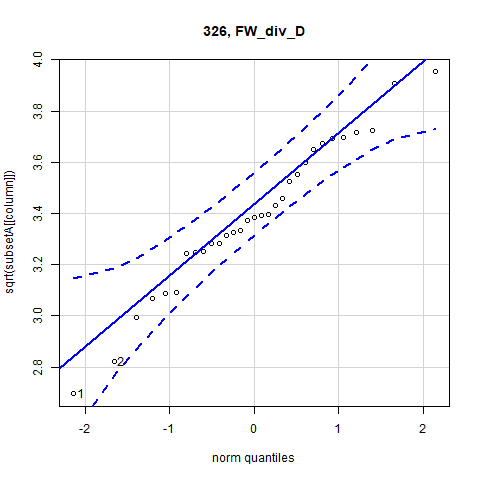 326, FW_div_D
sqrt(subsetA[[column]])
4.0
3.8
3.6
3.4
3.2
3.0
2.8
2
1
-2 -1 0 1 2
norm quantiles